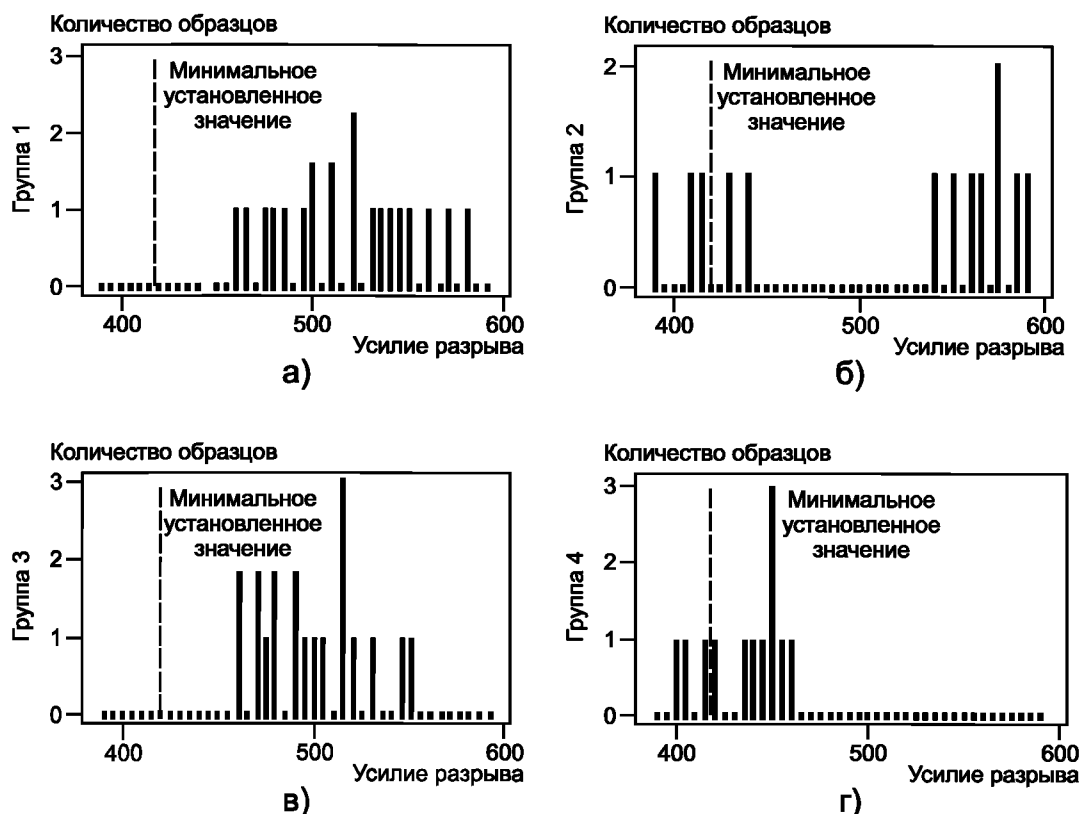 Количество образцов
3
2
1
0
Группа 1
Минимальное
установленное
значение
400
500
600
Усилие разрыва
а)
Количество образцов
2
1
0
Группа 2
Минимальное
установленное
значение
400
500
600
Усилие разрыва
б)
Количество образцов
3
2
1
0
Группа 3
Минимальное
установленное
значение
400
500
600
Усилие разрыва
в)
Количество образцов
3
2
1
0
Группа 4
Минимальное
установленное
значение
400
500
600
Усилие разрыва
г)